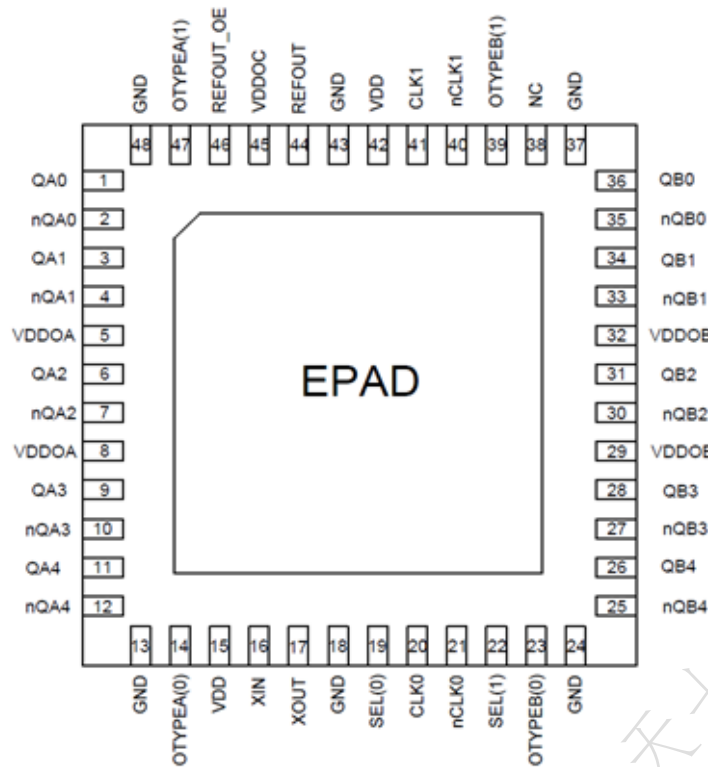 GND OTYPEA(1) REFOUT_OE VDDOC REFOUT GND VDD CLK1 nCLK1 OTYPEB(1) NC GND
48 47 46 45 44 43 42 41 40 39 38 37
QA0 1 36 QB0
nQA0 2 35 nQB0
QA1 3 34 QB1
nQA1 4 33 nQB1
VDDOA 5 32 VDDOB
QA2 6 31 QB2
EPAD
nQA2 7 30 nQB2
VDDOA 8 29 VDDOB
QA3 9 28 QB3
nQA3 10 27 nQB3
QA4 11 26 QB4
nQA4 12 25 nQB4
13 14 15 16 17 18 19 20 21 22 23 24
GND OTYPEA(0) VDD XIN XOUT GND SEL(0) CLK0 nCLK0 SEL(1) OTYPEB(0) GND